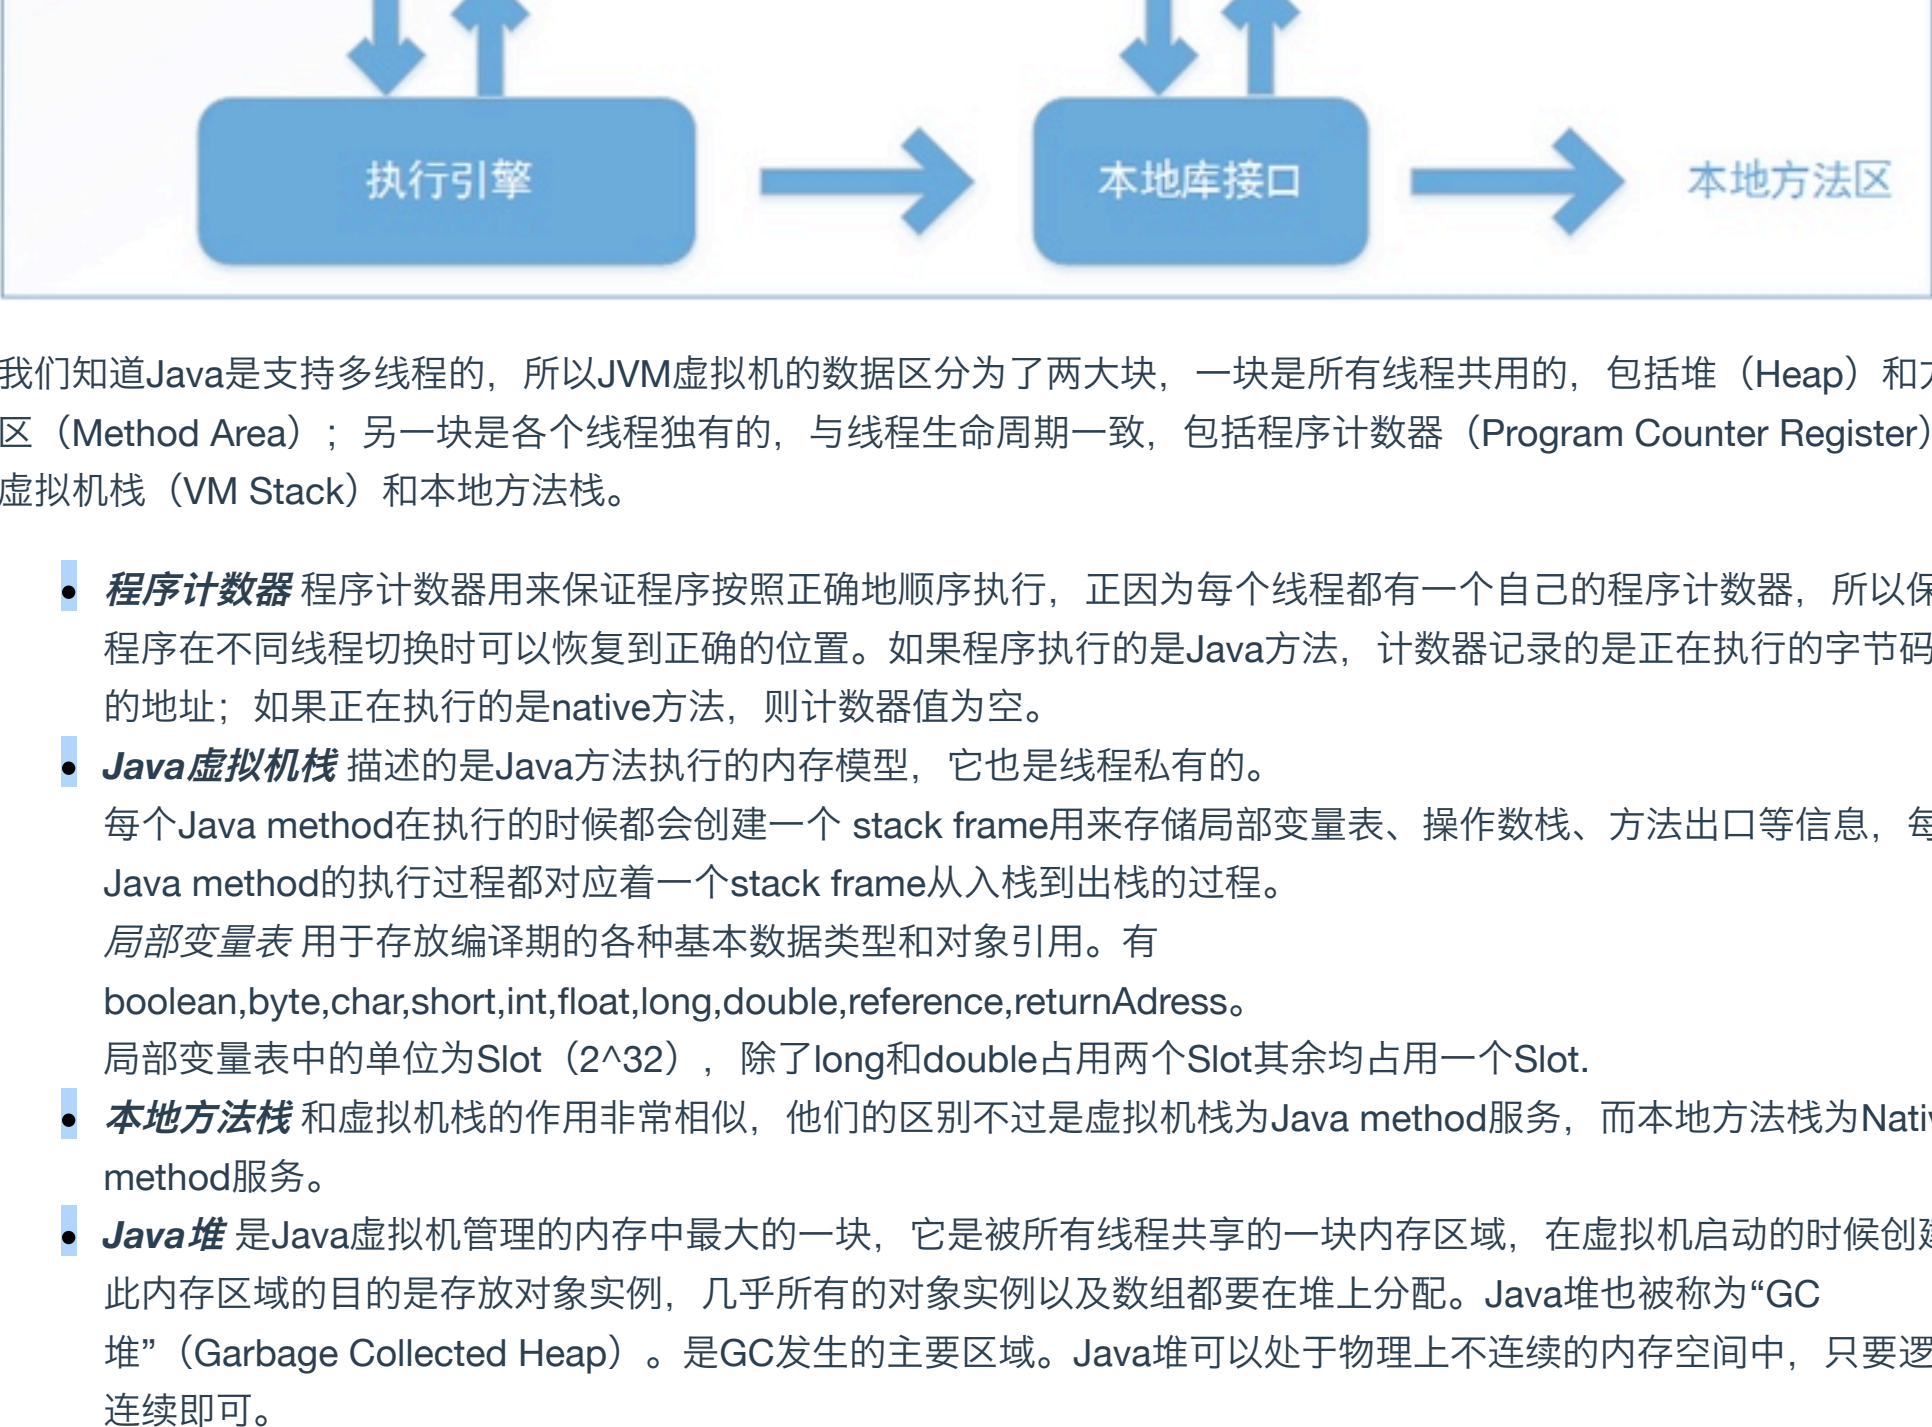 执行引擎
本地库接口
本地方法区
我们知道Java是支持多线程的，所以JVM虚拟机的数据区分为了两大块，一块是所有线程共用的，包括堆（Heap）和
区（Method Area）；另一块是各个线程独有的，与线程生命周期一致，包括程序计数器（Program Counter Register）
虚拟机栈（VM Stack）和本地方法栈。
程序计数器 程序计数器用来保证程序按照正确地顺序执行，正因为每个线程都有一个自己的程序计数器，所以保
程序在不同线程切换时可以恢复到正确的位置。如果程序执行的是Java方法，计数器记录的是正在执行的字节码
的地址；如果正在执行的是native方法，则计数器值为空。
Java虚拟机栈 描述的是Java方法执行的内存模型，它也是线程私有的。
每个Java method在执行的时候都会创建一个 stack frame用来存储局部变量表、操作数栈、方法出口等信息，每
Java method的执行过程都对应着一个stack frame从入栈到出栈的过程。
局部变量表 用于存放编译期的各种基本数据类型和对象引用。有
boolean,byte,char,short,int,float,long,double,reference,returnAdress。
局部变量表中的单位为Slot（2^32），除了long和double占用两个Slot其余均占用一个Slot.
本地方法栈 和虚拟机栈的作用非常相似，他们的区别不过是虚拟机栈为Java method服务，而本地方法栈为Nativ
method服务。
Java堆 是Java虚拟机管理的内存中最大的一块，它是被所有线程共享的一块内存区域，在虚拟机启动的时候创建
此内存区域的目的是存放对象实例，几乎所有的对象实例以及数组都要在堆上分配。Java堆也被称为“GC
堆”（Garbage Collected Heap）。是GC发生的主要区域。Java堆可以处于物理上不连续的内存空间中，只要逻
连续即可。